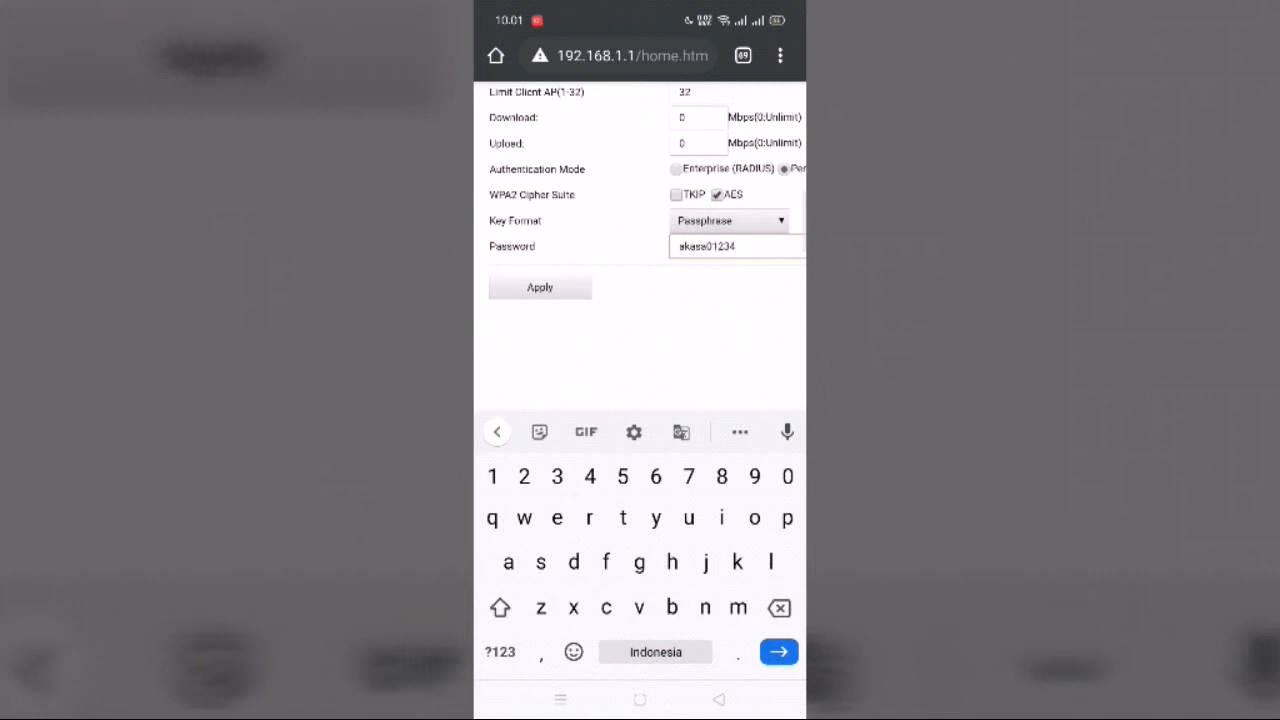 10.01
192.168.1.1/home.htm
69
Limit Client AP(1-32) 32
Download: 0 Mbps(0:Unlimit)
Upload: 0 Mbps(0:Unlimit)
Authentication Mode Enterprise (RADIUS) Per
WPA2 Cipher Suite TKIP AES
Key Format Passphrase
Password akasa01234
Apply
GIF
1 2 3 4 5 6 7 8 9 0
q w e r t y u i o p
a s d f g h j k l
z x c v b n m
?123 , Indonesia .